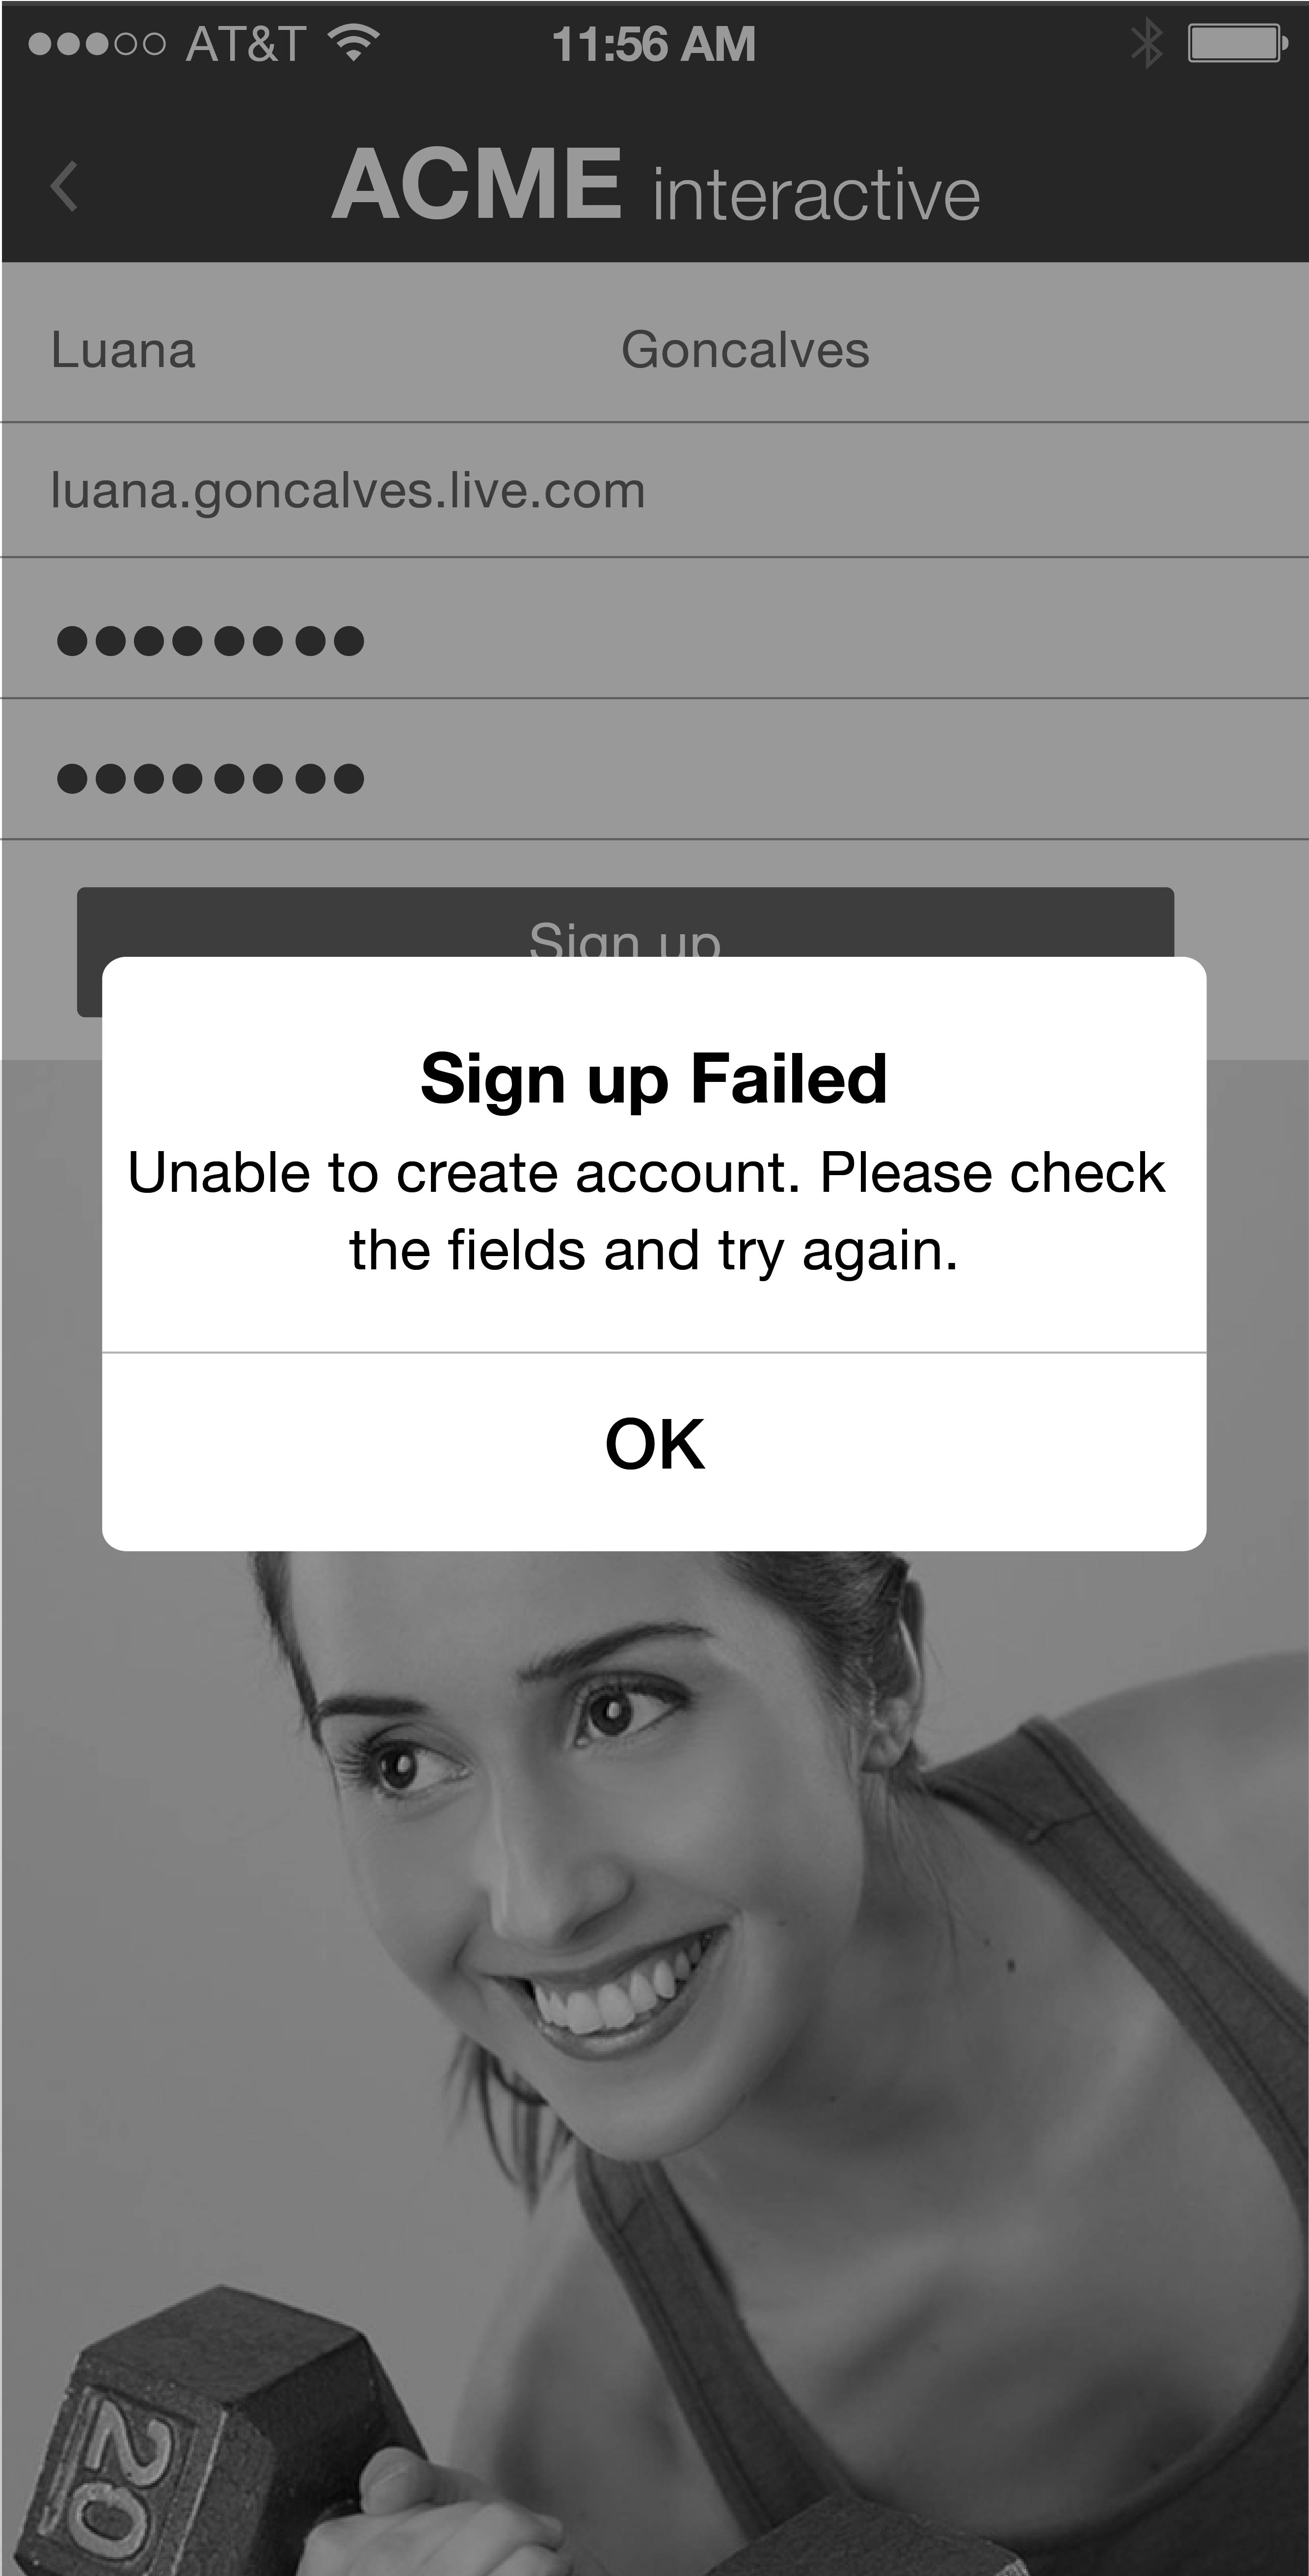 AT&T 11:56 AM
ACME interactive
Luana Goncalves
luana.goncalves.live.com
●●●●●●●●
●●●●●●●●
Sign up
Sign up Failed
Unable to create account. Please check
the fields and try again.
OK
20